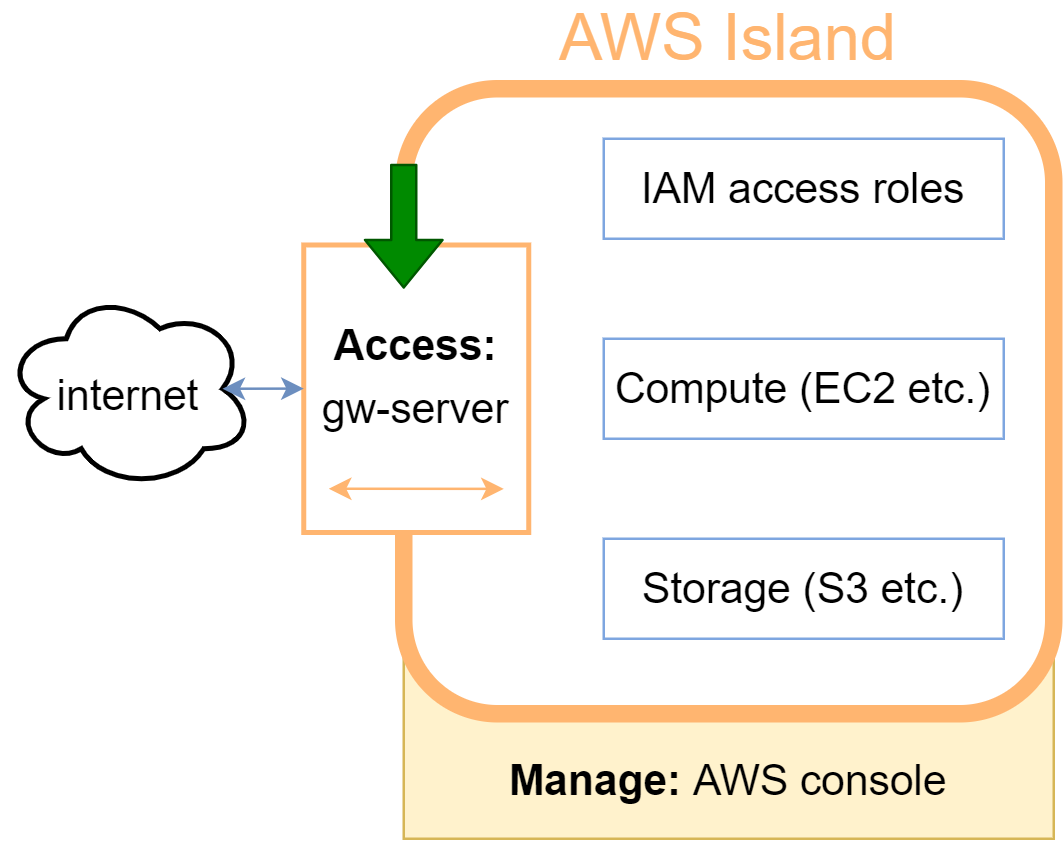 AWS Island
IAM access roles
Access:
gw-server
internet
Compute (EC2 etc.)
Storage (S3 etc.)
Manage: AWS console